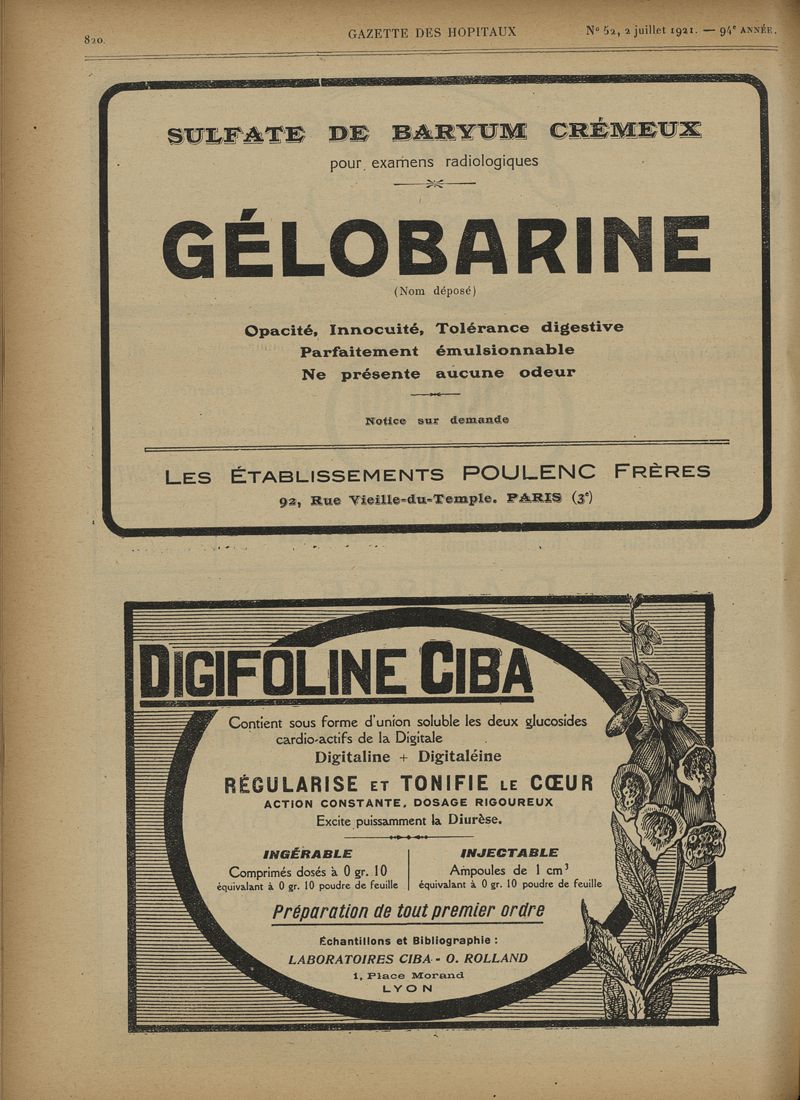 820.
GAZETTE DES HOPITAUX
N° 52, 2 juillet 1921. — 94e ANNÉE.
SULFATE DE BARYUM CRÉMEUX
pour examens radiologiques
GÉLOBARINE
(Nom déposé)
Opacité, Innocuité, Tolérance digestive
Parfaitement émulsionnable
Ne présente aucune odeur
Notice sur demande
LES ÉTABLISSEMENTS POULENC FRÈRES
92, Rue Vieille-du-Temple. PARIS (3e)
DIGIFOLINE CIBA
Contient sous forme d'union soluble les deux glucosides
cardio-actifs de la Digitale
Digitaline + Digitaléine
RÉGULARISE ET TONIFIE LE CŒUR
ACTION CONSTANTE, DOSAGE RIGOUREUX
Excite puissamment la Diurèse.
INGÉRABLE
Comprimés dosés à 0 gr. 10
équivalant à 0 gr. 10 poudre de feuille
INJECTABLE
Ampoules de 1 cm³
équivalant à 0 gr. 10 poudre de feuille
Préparation de tout premier ordre
Échantillons et Bibliographie :
LABORATOIRES CIBA - O. ROLLAND
1, Place Morand
LYON